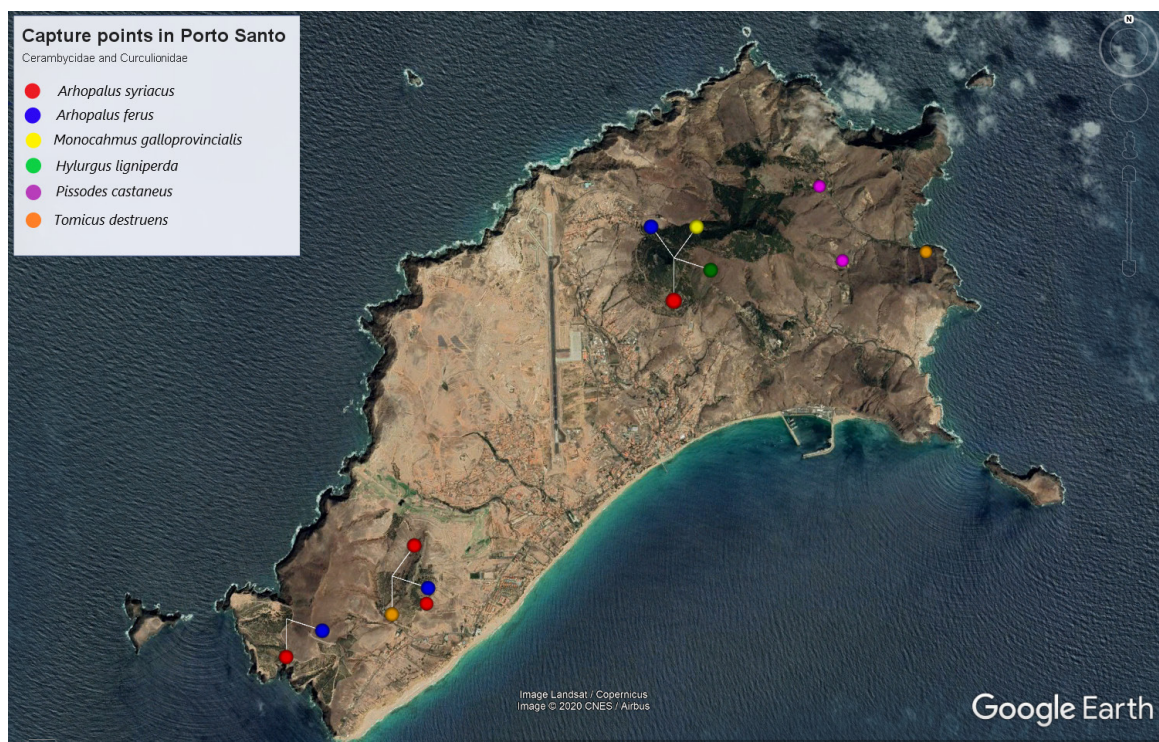 Capture points in Porto Santo
Cerambycidae and Curculionidae
Arhopalus syriacus
Arhopalus ferus
Monocahmus galloprovincialis
Hylurgus ligniperda
Pissodes castaneus
Tomicus destruens
N
Image Landsat / Copernicus
Image © 2020 CNES / Airbus
Google Earth